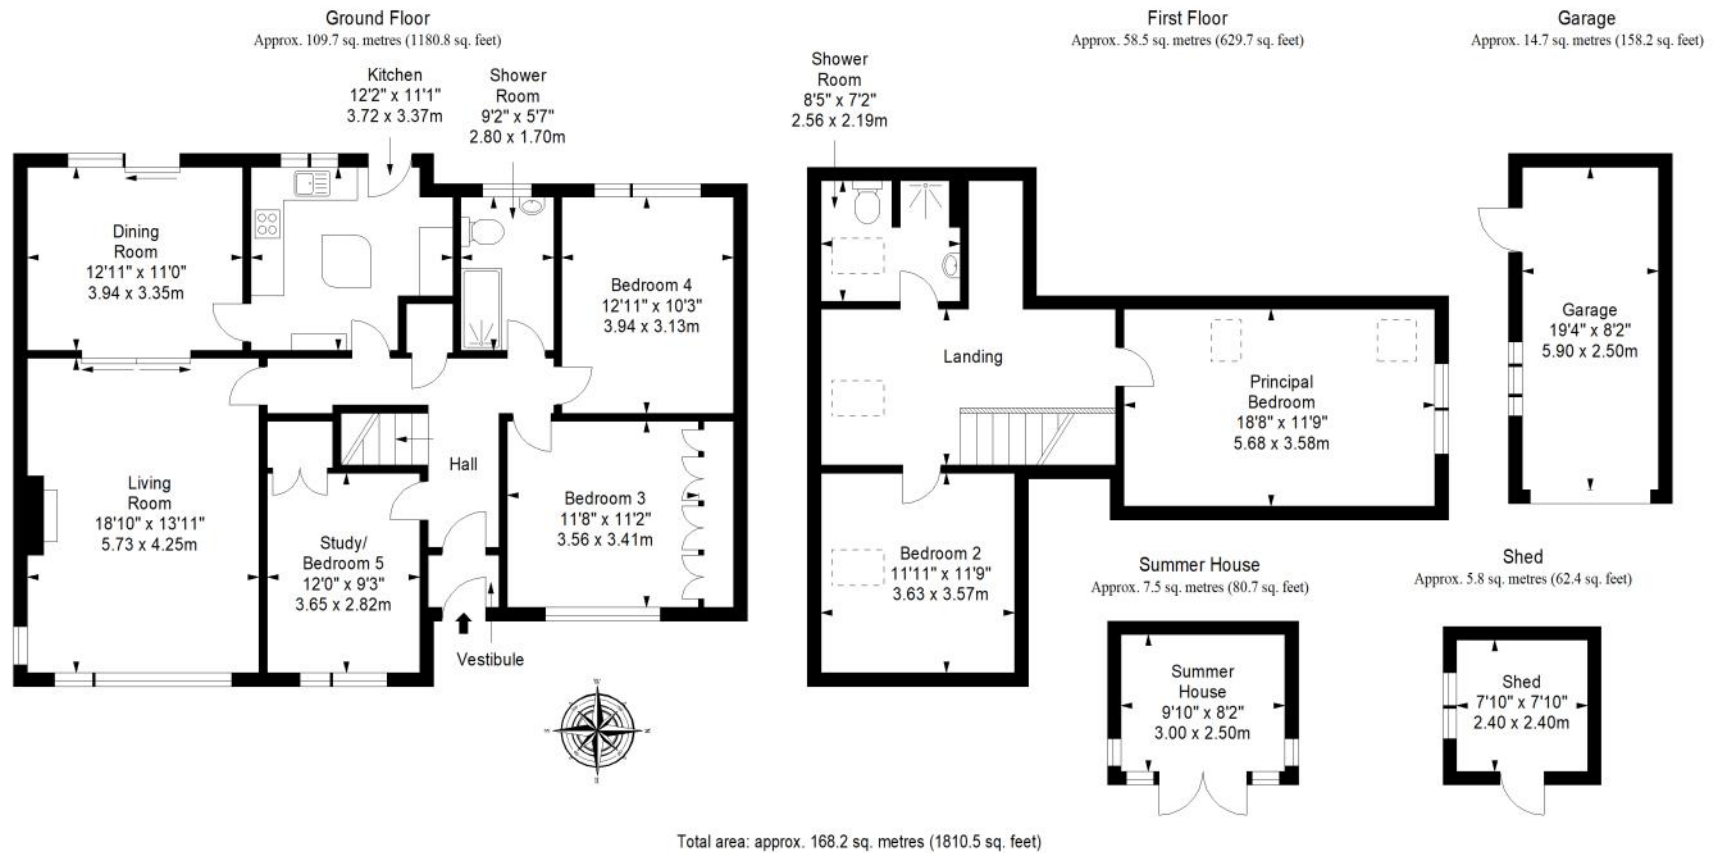 Ground Floor
Approx. 109.7 sq. metres (1180.8 sq. feet)
Kitchen
12'2" x 11'1"
3.72 x 3.37m
Shower
Room
9'2" x 5'7"
2.80 x 1.70m
Dining
Room
12'11" x 11'0"
3.94 x 3.35m
Bedroom 4
12'11" x 10'3"
3.94 x 3.13m
Living
Room
18'10" x 13'11"
5.73 x 4.25m
Hall
Study/
Bedroom 5
12'0" x 9'3"
3.65 x 2.82m
Bedroom 3
11'8" x 11'2"
3.56 x 3.41m
Vestibule
First Floor
Approx. 58.5 sq. metres (629.7 sq. feet)
Shower
Room
8'5" x 7'2"
2.56 x 2.19m
Landing
Principal
Bedroom
18'8" x 11'9"
5.68 x 3.58m
Bedroom 2
11'11" x 11'9"
3.63 x 3.57m
Garage
Approx. 14.7 sq. metres (158.2 sq. feet)
Garage
19'4" x 8'2"
5.90 x 2.50m
Summer House
Approx. 7.5 sq. metres (80.7 sq. feet)
Summer
House
9'10" x 8'2"
3.00 x 2.50m
Shed
Approx. 5.8 sq. metres (62.4 sq. feet)
Shed
7'10" x 7'10"
2.40 x 2.40m
W
S
N
E
Total area: approx. 168.2 sq. metres (1810.5 sq. feet)